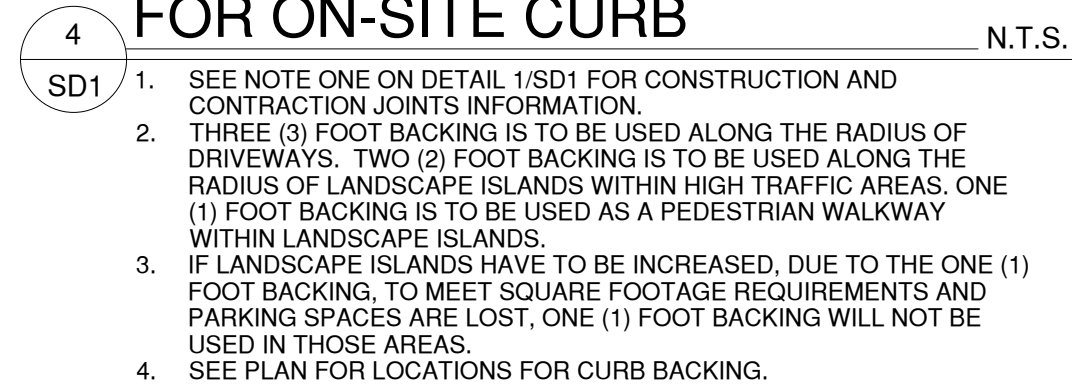 FOR ON-SITE CURB
4
N.T.S.
SD1
1. SEE NOTE ONE ON DETAIL 1/SD1 FOR CONSTRUCTION AND
CONTRACTION JOINTS INFORMATION.
2. THREE (3) FOOT BACKING IS TO BE USED ALONG THE RADIUS OF
DRIVEWAYS. TWO (2) FOOT BACKING IS TO BE USED ALONG THE
RADIUS OF LANDSCAPE ISLANDS WITHIN HIGH TRAFFIC AREAS. ONE
(1) FOOT BACKING IS TO BE USED AS A PEDESTRIAN WALKWAY
WITHIN LANDSCAPE ISLANDS.
3. IF LANDSCAPE ISLANDS HAVE TO BE INCREASED, DUE TO THE ONE (1)
FOOT BACKING, TO MEET SQUARE FOOTAGE REQUIREMENTS AND
PARKING SPACES ARE LOST, ONE (1) FOOT BACKING WILL NOT BE
USED IN THOSE AREAS.
4. SEE PLAN FOR LOCATIONS FOR CURB BACKING.